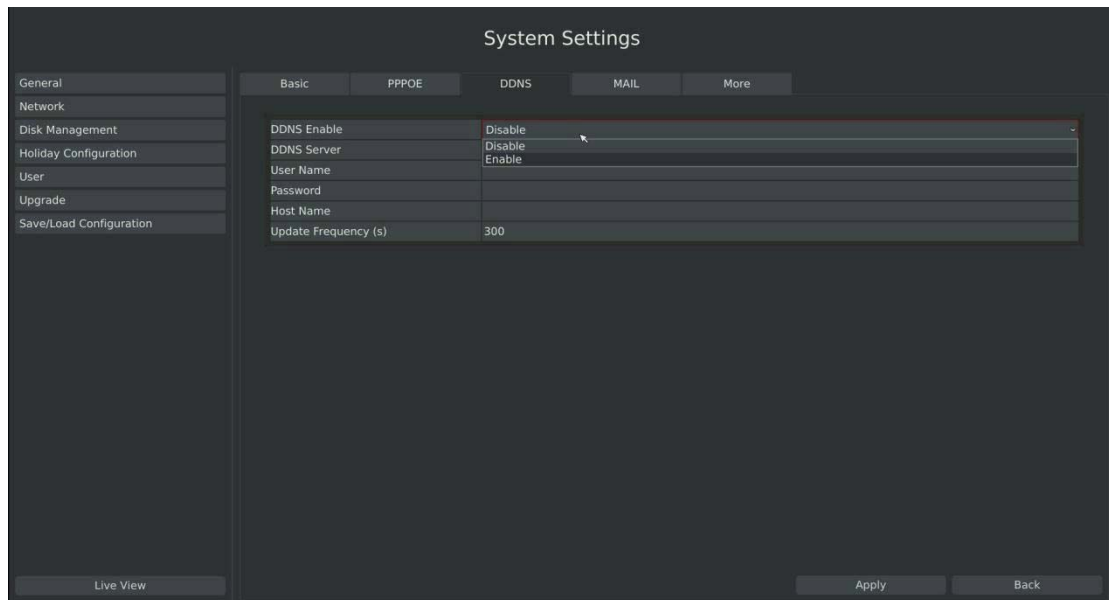 System Settings
General
Network
Disk Management
Holiday Configuration
User
Upgrade
Save/Load Configuration
Live View
Basic PPPOE DDNS MAIL More
DDNS Enable Disable
DDNS Server Disable
Enable
User Name
Password
Host Name
Update Frequency (s) 300
Apply Back